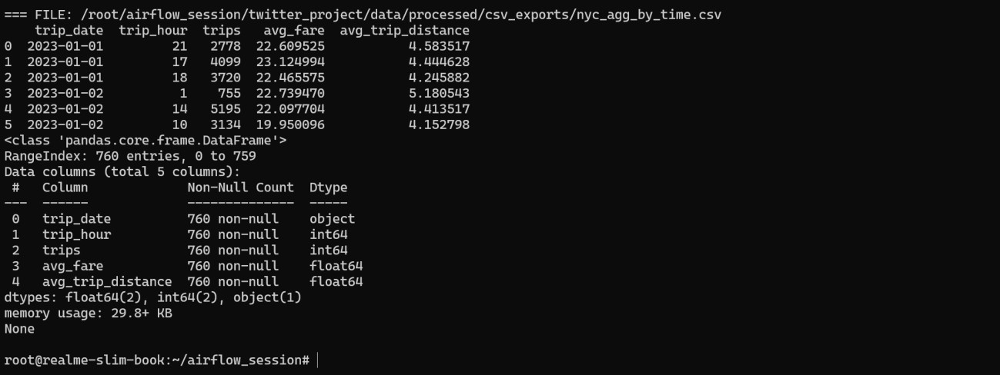 === FILE: /root/airflow_session/twitter_project/data/processed/csv_exports/nyc_agg_by_time.csv
    trip_date  trip_hour  trips   avg_fare  avg_trip_distance
0  2023-01-01         21   2778  22.609525           4.583517
1  2023-01-01         17   4099  23.124994           4.444628
2  2023-01-01         18   3720  22.465575           4.245882
3  2023-01-02          1    755  22.739470           5.180543
4  2023-01-02         14   5195  22.097704           4.413517
5  2023-01-02         10   3134  19.950096           4.152798
<class 'pandas.core.frame.DataFrame'>
RangeIndex: 760 entries, 0 to 759
Data columns (total 5 columns):
 #   Column             Non-Null Count  Dtype
---  ------             --------------  -----
 0   trip_date          760 non-null    object
 1   trip_hour          760 non-null    int64
 2   trips              760 non-null    int64
 3   avg_fare           760 non-null    float64
 4   avg_trip_distance  760 non-null    float64
dtypes: float64(2), int64(2), object(1)
memory usage: 29.8+ KB
None
root@realme-slim-book:~/airflow_session#